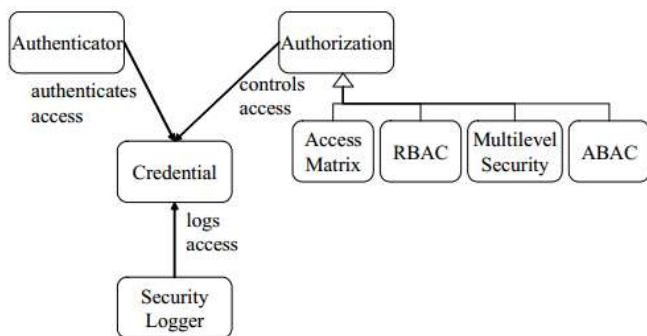 Authenticator
Authorization
authenticates
access
controls
access
Access
Matrix
RBAC
Multilevel
Security
ABAC
Credential
logs
access
Security
Logger